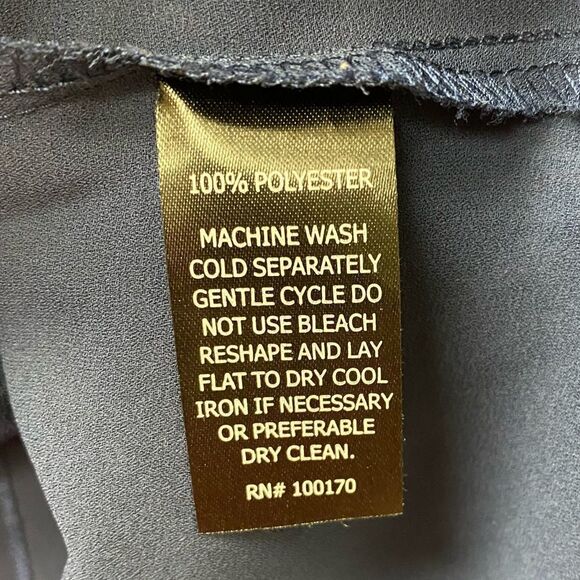 100% POLYESTER
MACHINE WASH
COLD SEPARATELY
GENTLE CYCLE DO
NOT USE BLEACH
RESHAPE AND LAY
FLAT TO DRY COOL
IRON IF NECESSARY
OR PREFERABLE
DRY CLEAN.
RN# 100170